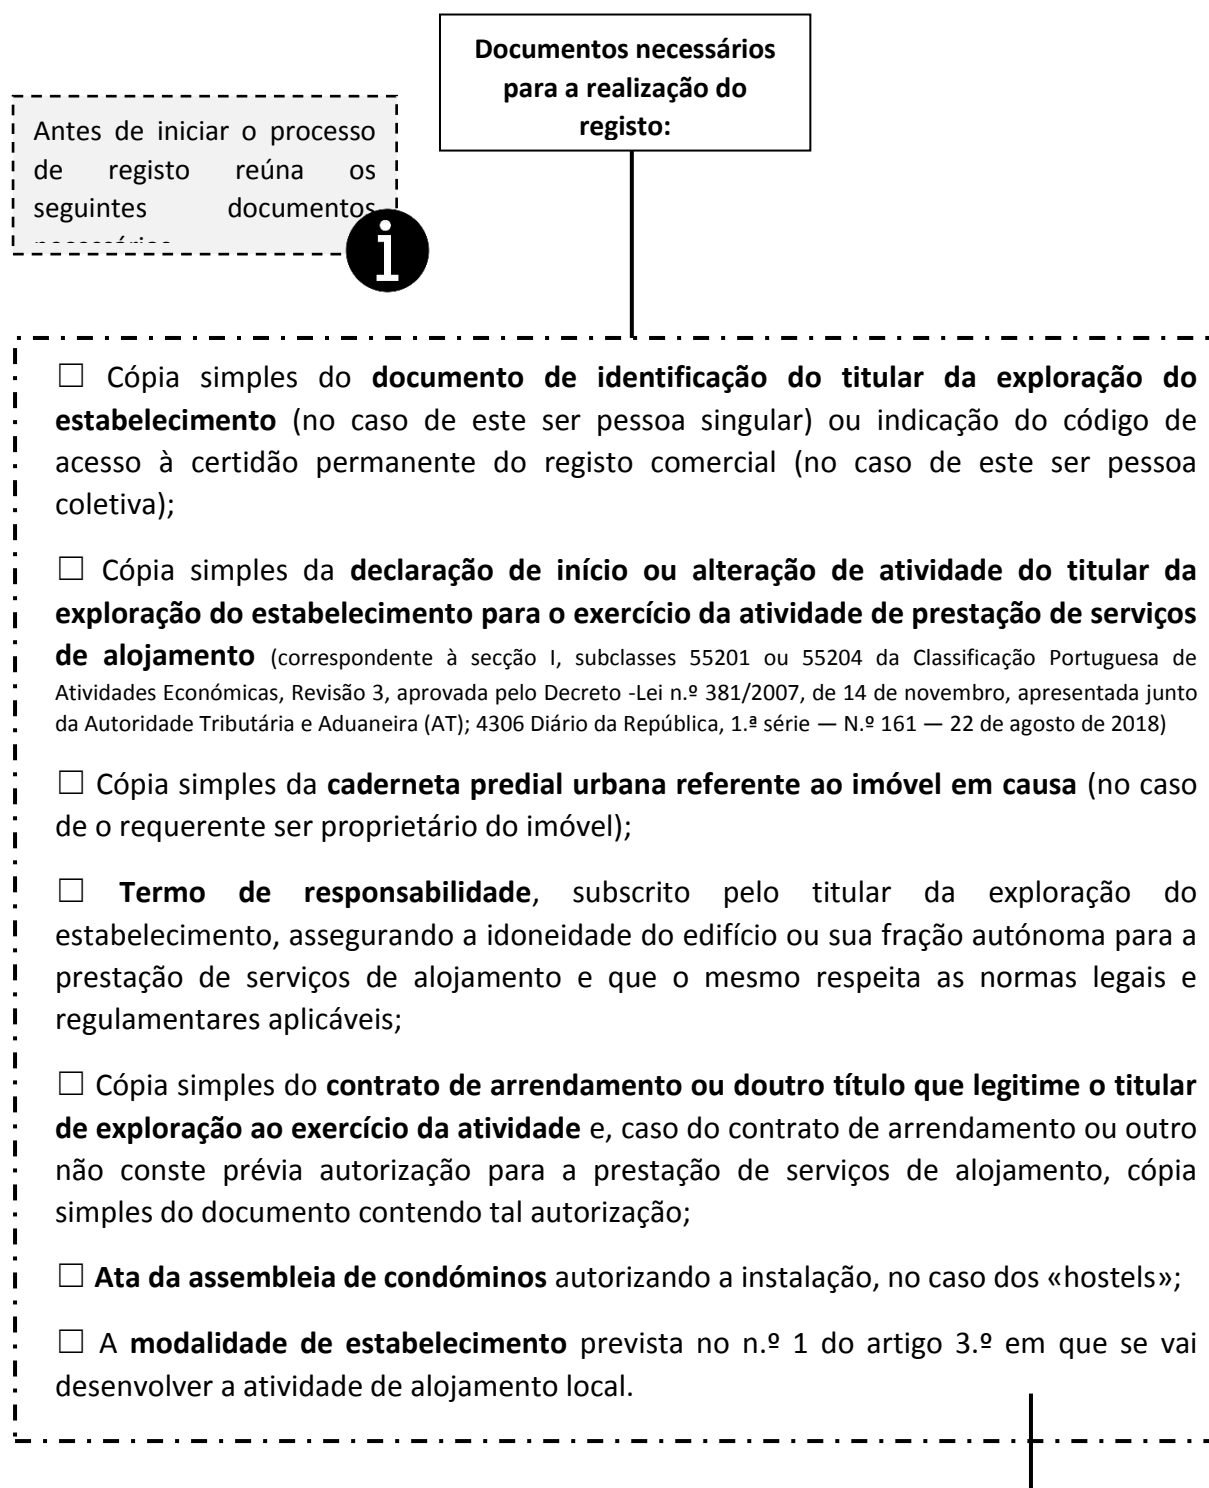 Documentos necessários
para a realização do
registo:
Antes de iniciar o processo
de registo reúna os
seguintes documentos
☐ Cópia simples do documento de identificação do titular da exploração do
estabelecimento (no caso de este ser pessoa singular) ou indicação do código de
acesso à certidão permanente do registo comercial (no caso de este ser pessoa
coletiva);
☐ Cópia simples da declaração de início ou alteração de atividade do titular da
exploração do estabelecimento para o exercício da atividade de prestação de serviços
de alojamento (correspondente à secção I, subclasses 55201 ou 55204 da Classificação Portuguesa de
Atividades Económicas, Revisão 3, aprovada pelo Decreto -Lei n.º 381/2007, de 14 de novembro, apresentada junto
da Autoridade Tributária e Aduaneira (AT); 4306 Diário da República, 1.ª série — N.º 161 — 22 de agosto de 2018)
☐ Cópia simples da caderneta predial urbana referente ao imóvel em causa (no caso
de o requerente ser proprietário do imóvel);
☐ Termo de responsabilidade, subscrito pelo titular da exploração do
estabelecimento, assegurando a idoneidade do edifício ou sua fração autónoma para a
prestação de serviços de alojamento e que o mesmo respeita as normas legais e
regulamentares aplicáveis;
☐ Cópia simples do contrato de arrendamento ou doutro título que legitime o titular
de exploração ao exercício da atividade e, caso do contrato de arrendamento ou outro
não conste prévia autorização para a prestação de serviços de alojamento, cópia
simples do documento contendo tal autorização;
☐ Ata da assembleia de condóminos autorizando a instalação, no caso dos «hostels»;
☐ A modalidade de estabelecimento prevista no n.º 1 do artigo 3.º em que se vai
desenvolver a atividade de alojamento local.